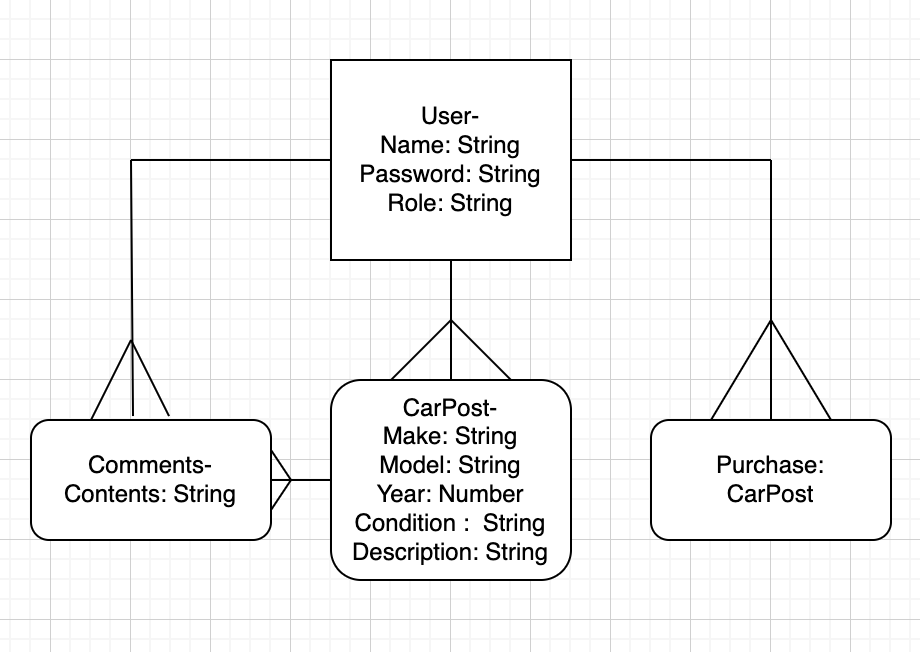 User-
Name: String
Password: String
Role: String
CarPost-
Make: String
Model: String
Year: Number
Condition :  String
Description: String
Comments-
Contents: String
Purchase:
CarPost